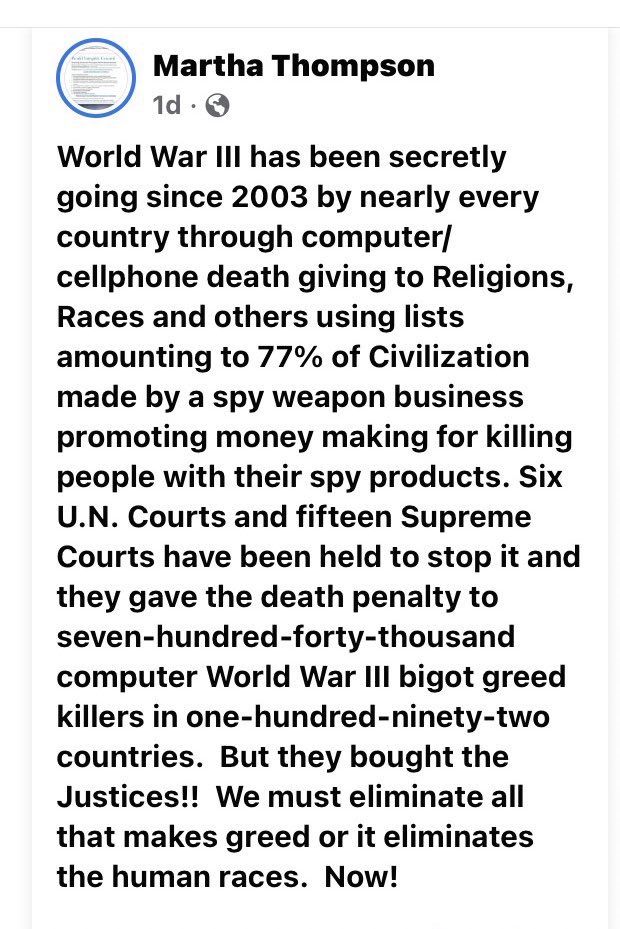 Martha Thompson
1d ·
World War III has been secretly
going since 2003 by nearly every
country through computer/
cellphone death giving to Religions,
Races and others using lists
amounting to 77% of Civilization
made by a spy weapon business
promoting money making for killing
people with their spy products. Six
U.N. Courts and fifteen Supreme
Courts have been held to stop it and
they gave the death penalty to
seven-hundred-forty-thousand
computer World War III bigot greed
killers in one-hundred-ninety-two
countries.  But they bought the
Justices!!  We must eliminate all
that makes greed or it eliminates
the human races.  Now!